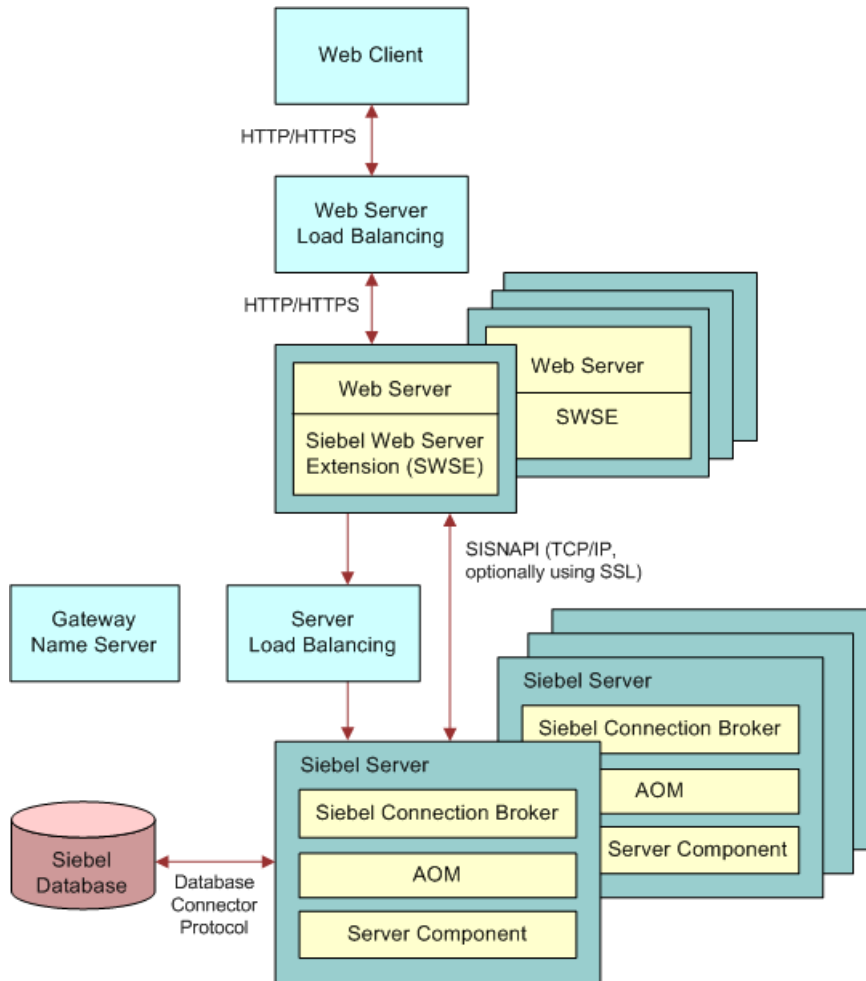 Web Client
HTTP/HTTPS
Web Server
Load Balancing
HTTP/HTTPS
Web Server
Siebel Web Server
Extension (SWSE)
Web Server
SWSE
SISNAPI (TCP/IP,
optionally using SSL)
Gateway
Name Server
Server
Load Balancing
Siebel Server
Siebel Connection Broker
AOM
Server Component
Siebel Server
Siebel Connection Broker
AOM
Server Component
Siebel
Database
Database
Connector
Protocol